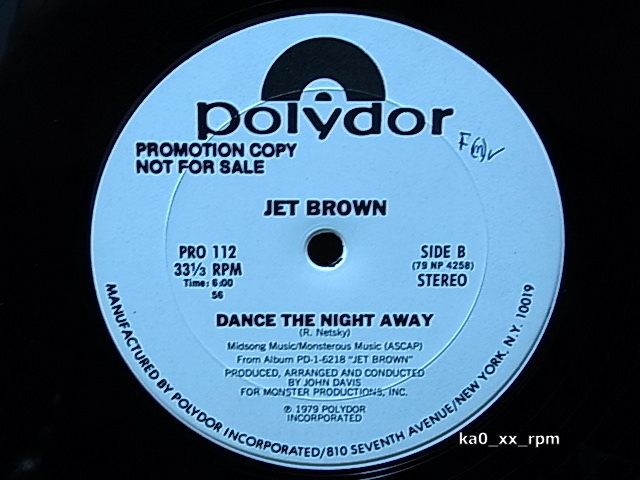 polydor
PROMOTION COPY
NOT FOR SALE
F (m) ✓
JET BROWN
PRO 112
33⅓ RPM
Time: 6:00
56
SIDE B
(79 NP 4258)
STEREO
DANCE THE NIGHT AWAY
(R. Netsky)
Midsong Music/Monsterous Music (ASCAP)
From Album PD-1-6218 "JET BROWN"
PRODUCED, ARRANGED AND CONDUCTED
BY JOHN DAVIS
FOR MONSTER PRODUCTIONS, INC.
℗ 1979 POLYDOR
INCORPORATED
MANUFACTURED BY POLYDOR INCORPORATED/810 SEVENTH AVENUE/NEW YORK, N.Y. 10019
ka0_xx_rpm